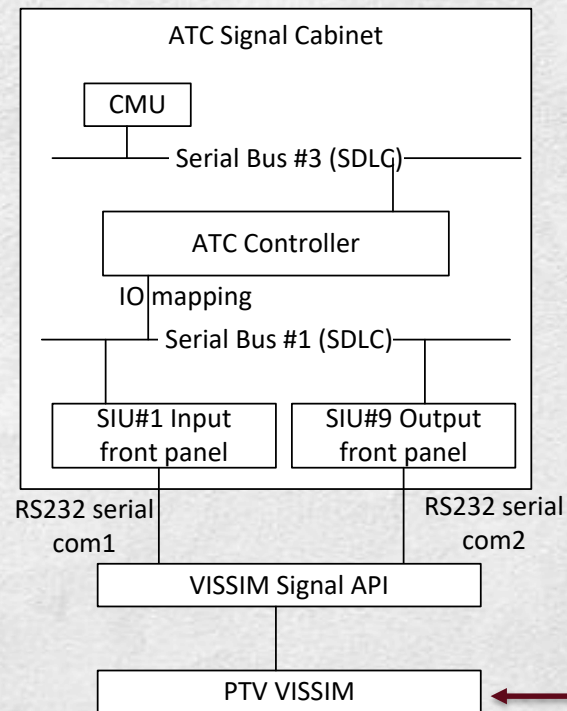 ATC Signal Cabinet
CMU
Serial Bus #3 (SDLC)
ATC Controller
IO mapping
Serial Bus #1 (SDLC)
SIU#1 Input
front panel
SIU#9 Output
front panel
RS232 serial
com1
RS232 serial
com2
VISSIM Signal API
PTV VISSIM